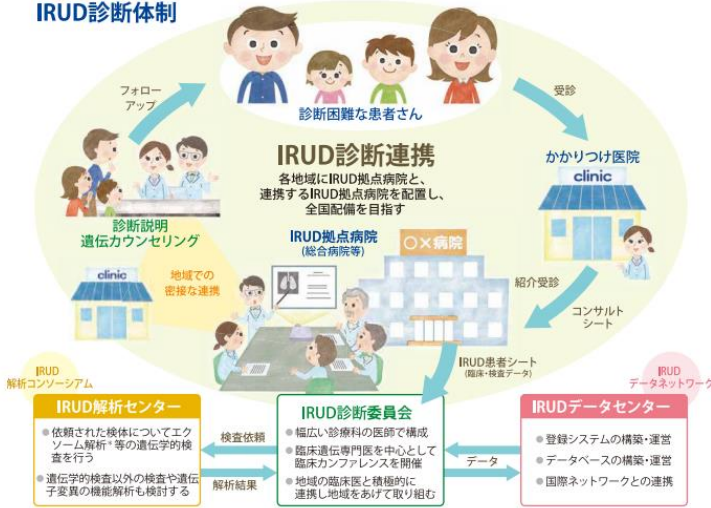 IRUD診断体制
フォロー
アップ
診断困難な患者さん
受診
IRUD診断連携
各地域にIRUD拠点病院と、
連携するIRUD拠点病院を配置し、
全国配備を目指す
かかりつけ医院
clinic
診断説明
遺伝カウンセリング
IRUD拠点病院
(総合病院等)
〇×病院
clinic
地域での
密接な連携
紹介受診
コンサルト
シート
IRUD患者シート
(臨床・検査データ)
IRUD
解析コンソーシアム
IRUD
データネットワーク
IRUD解析センター
● 依頼された検体についてエク
ソーム解析*等の遺伝学的検
査を行う
● 遺伝学的検査以外の検査や遺伝
子変異の機能解析も検討する
検査依頼
解析結果
IRUD診断委員会
● 幅広い診療科の医師で構成
● 臨床遺伝専門医を中心として
臨床カンファレンスを開催
● 地域の臨床医と積極的に
連携し地域をあげて取り組む
データ
IRUDデータセンター
● 登録システムの構築・運営
● データベースの構築・運営
● 国際ネットワークとの連携